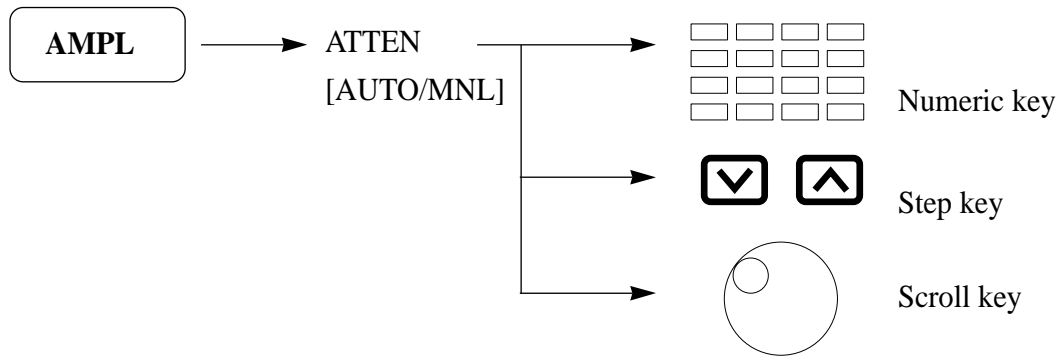 AMPL
ATTEN
[AUTO/MNL]
Numeric key
Step key
Scroll key